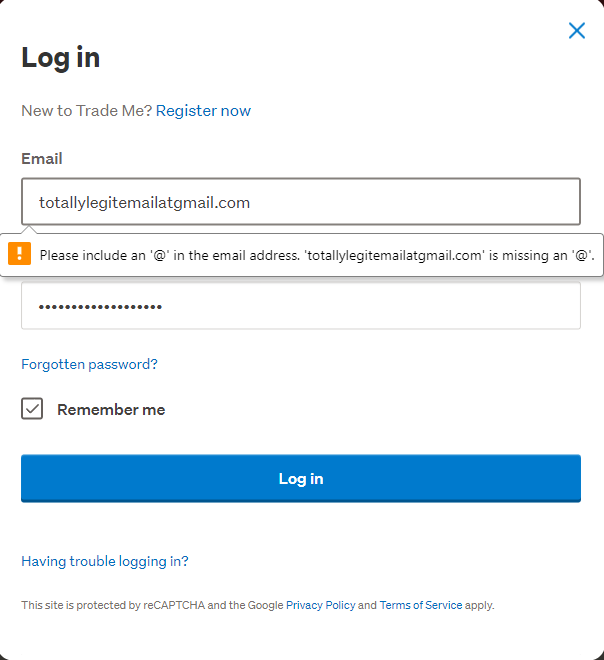 Log in
New to Trade Me? Register now
Email
totallylegitemailatgmail.com
Please include an '@' in the email address. 'totallylegitemailatgmail.com' is missing an '@'.
•••••••••••••••••••
Forgotten password?
Remember me
Log in
Having trouble logging in?
This site is protected by reCAPTCHA and the Google Privacy Policy and Terms of Service apply.